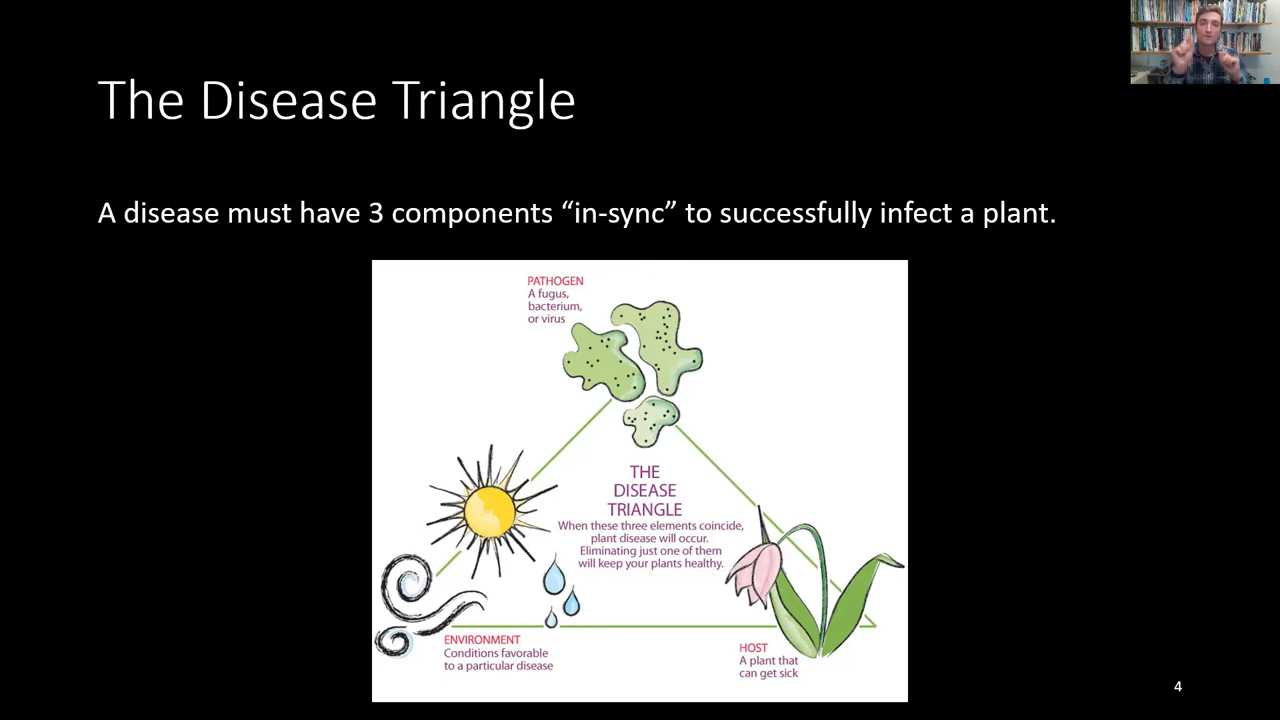 The Disease Triangle
A disease must have 3 components “in-sync” to successfully infect a plant.
PATHOGEN
A fugus,
bacterium,
or virus
THE
DISEASE
TRIANGLE
When these three elements coincide,
plant disease will occur.
Eliminating just one of them
will keep your plants healthy.
ENVIRONMENT
Conditions favorable
to a particular disease
HOST
A plant that
can get sick
4